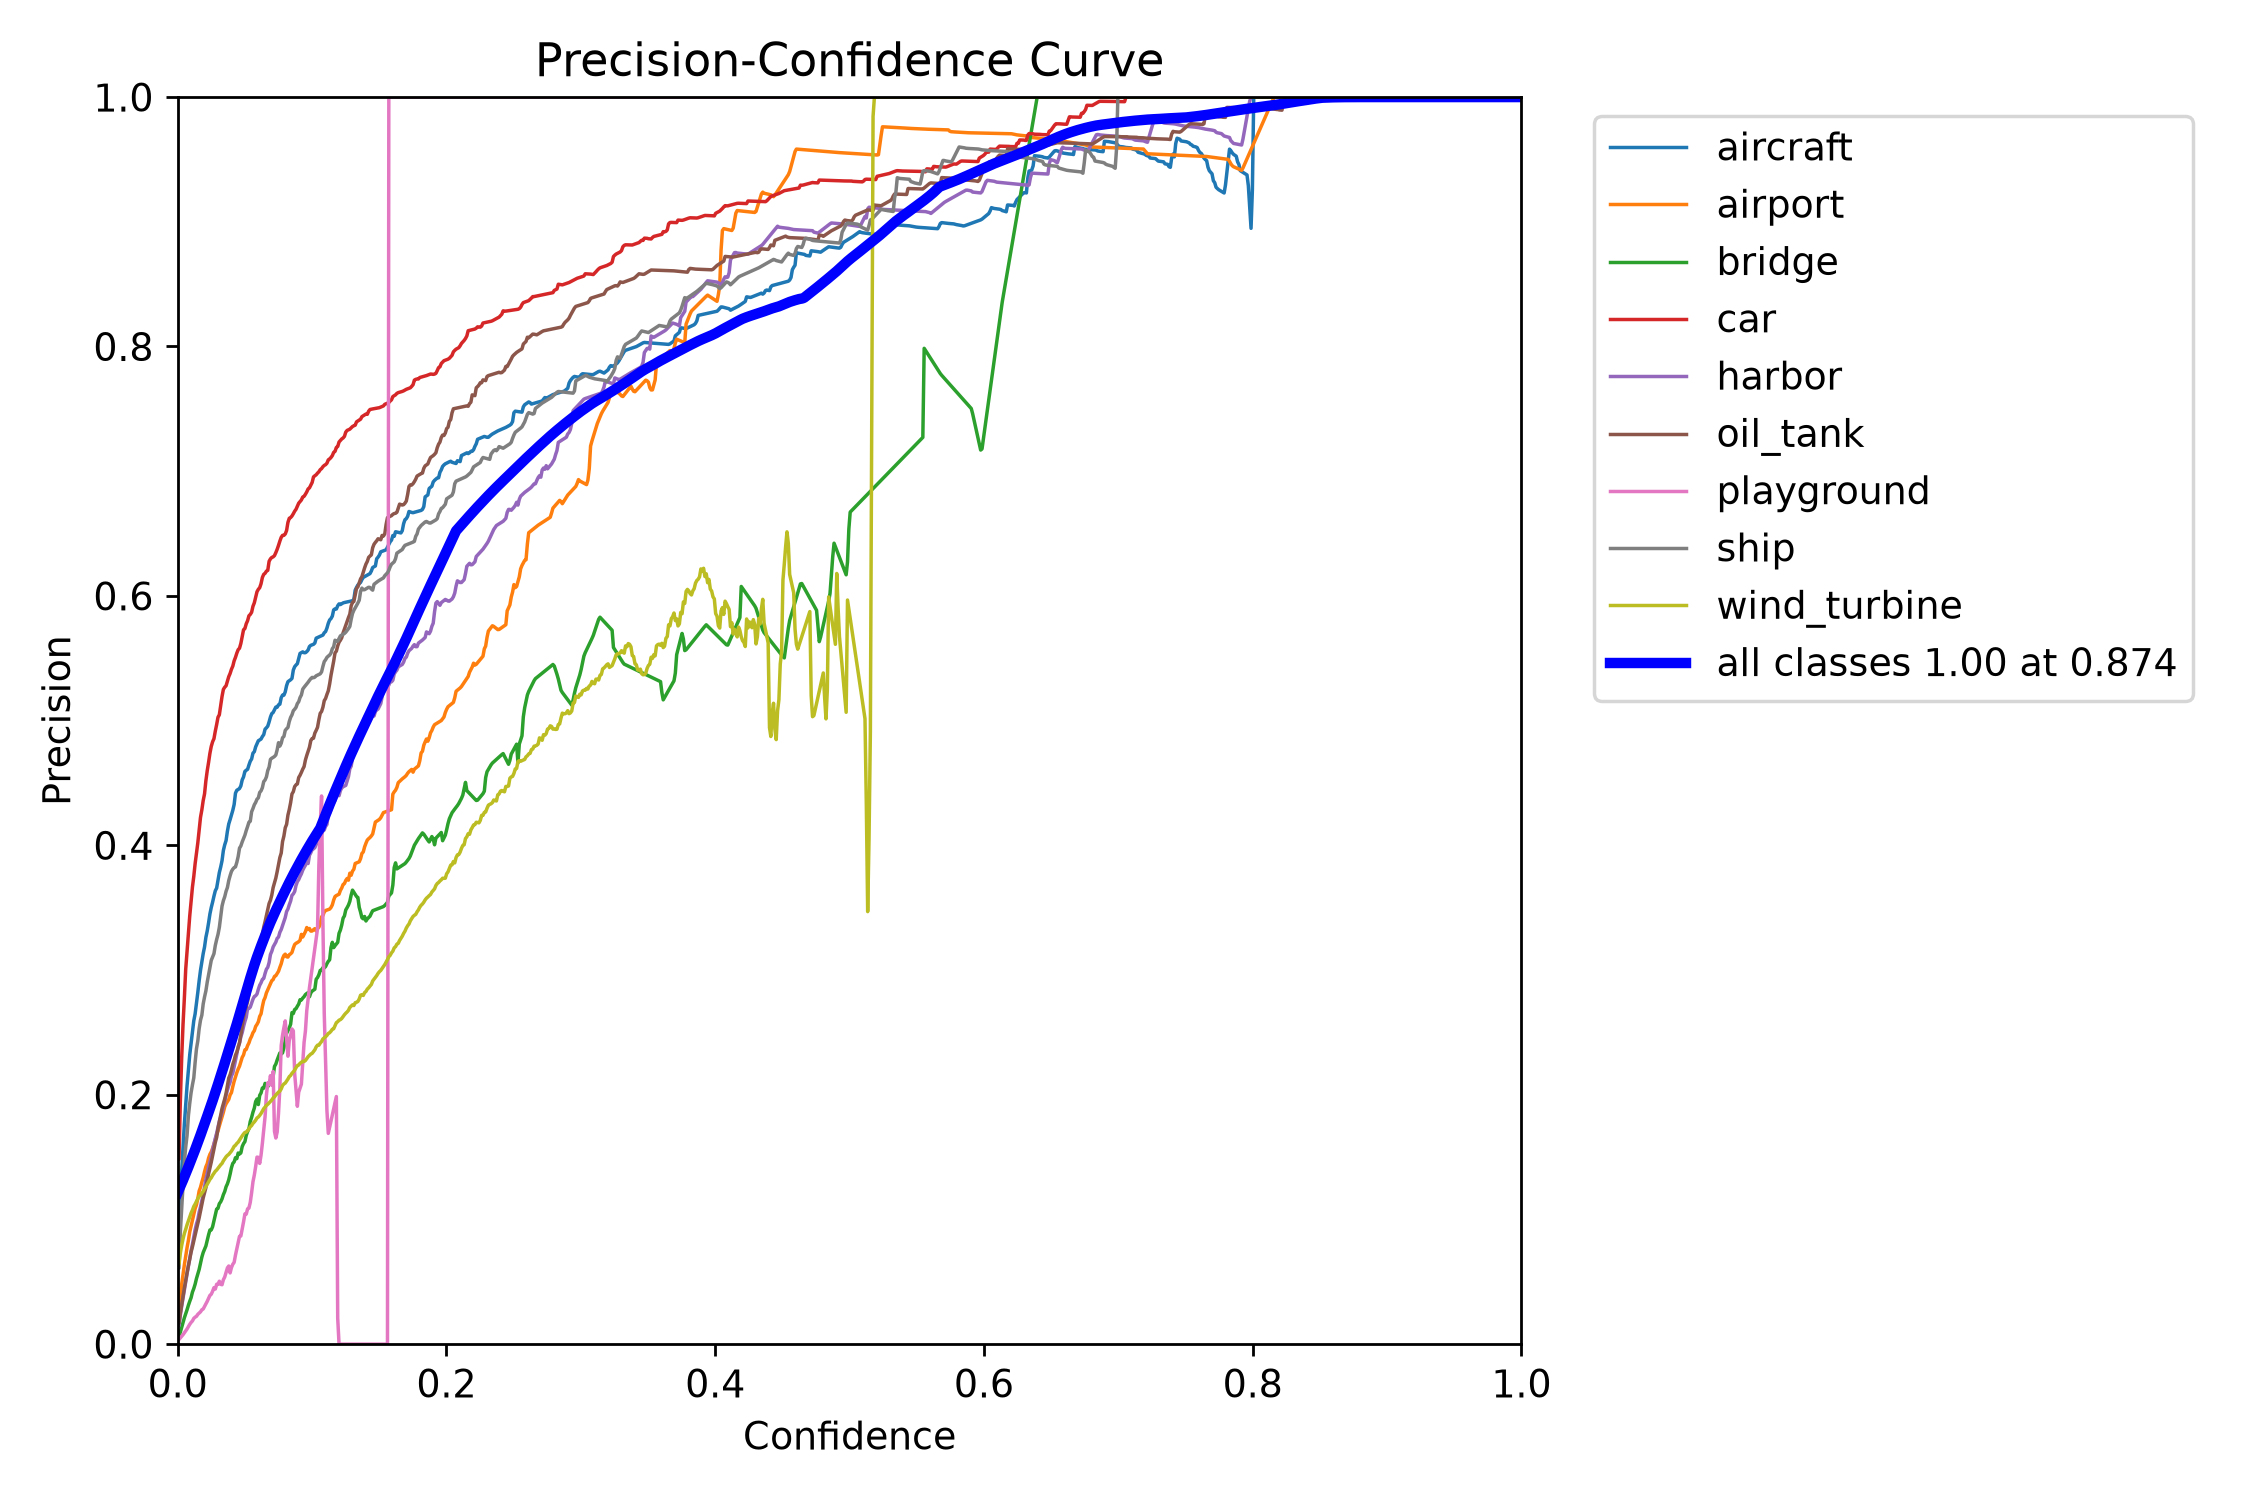 Precision-Confidence Curve
Precision
1.0
0.8
0.6
0.4
0.2
0.0
0.0 0.2 0.4 0.6 0.8 1.0
Confidence
aircraft
airport
bridge
car
harbor
oil_tank
playground
ship
wind_turbine
all classes 1.00 at 0.874